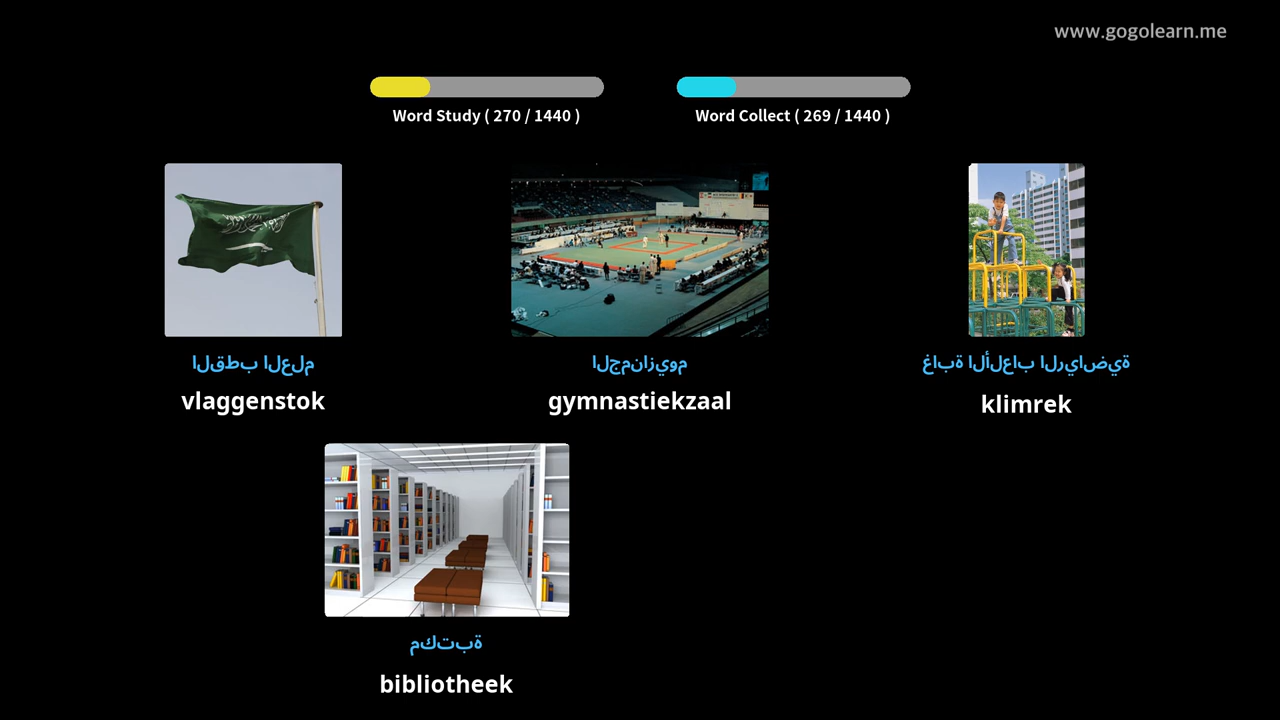 www.gogolearn.me
Word Study ( 270 / 1440 )
Word Collect ( 269 / 1440 )
القطب العلم
vlaggenstok
الجمنازيوم
gymnastiekzaal
غابة الألعاب الرياضية
klimrek
مكتبة
bibliotheek